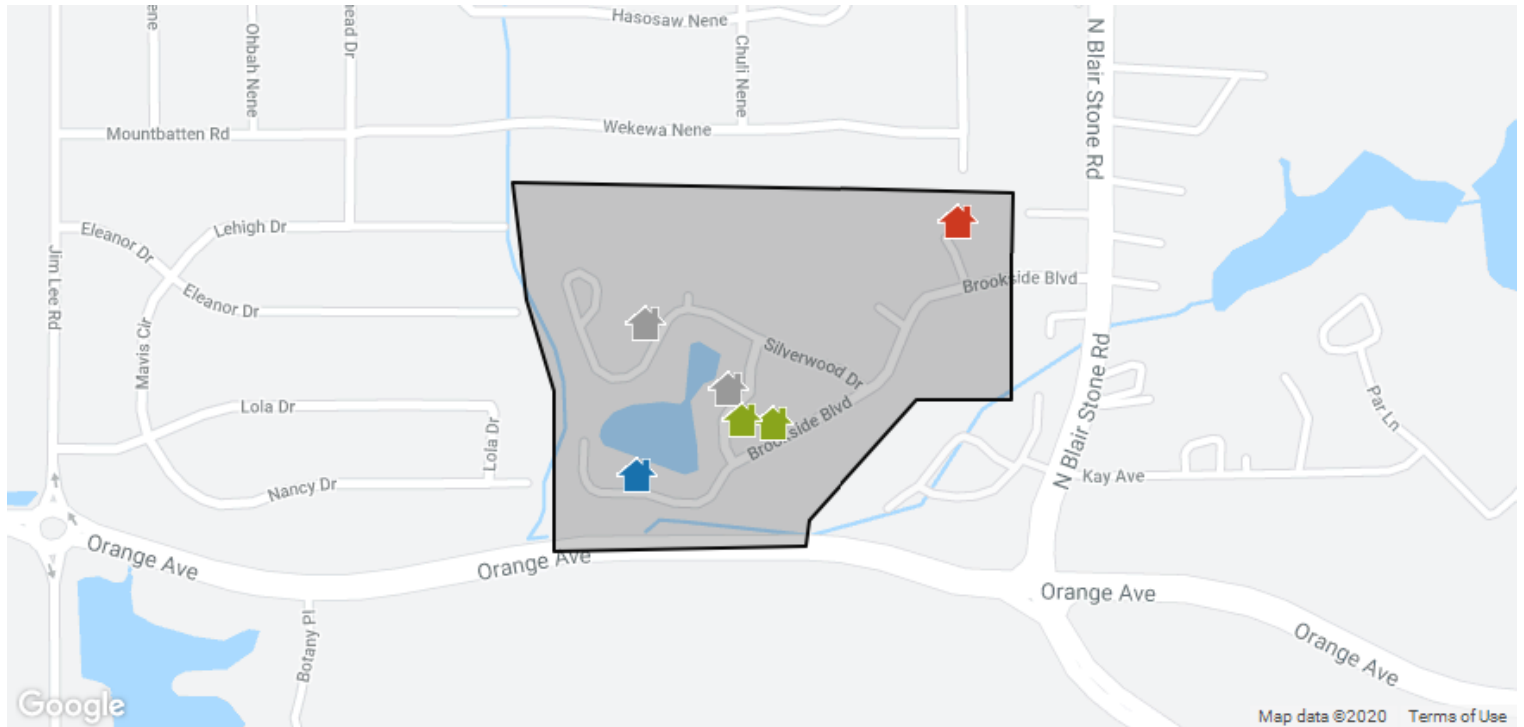 Hasosaw Nene
ene
Ohbah Nene
nead Dr
Chuli Nene
N Blair Stone Rd
Mountbatten Rd
Wekewa Nene
Eleanor Dr
Lehigh Dr
Jim Lee Rd
Eleanor Dr
Brookside Blvd
Mavis Cir
Silverwood Dr
N Blair Stone Rd
Par Ln
Lola Dr
Brookside Blvd
Lola Dr
Nancy Dr
Kay Ave
Orange Ave
Orange Ave
Orange Ave
Botany Pl
Orange Ave
Google
Map data ©2020 Terms of Use